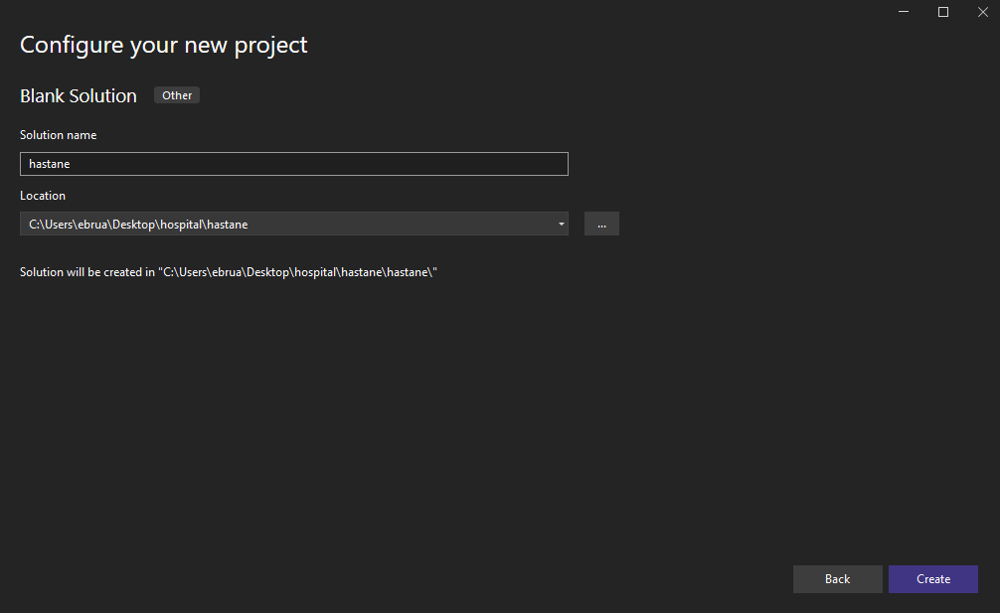 Configure your new project
Blank Solution Other
Solution name
hastane
Location
C:\Users\ebrua\Desktop\hospital\hastane
...
Solution will be created in "C:\Users\ebrua\Desktop\hospital\hastane\hastane\"
Back Create